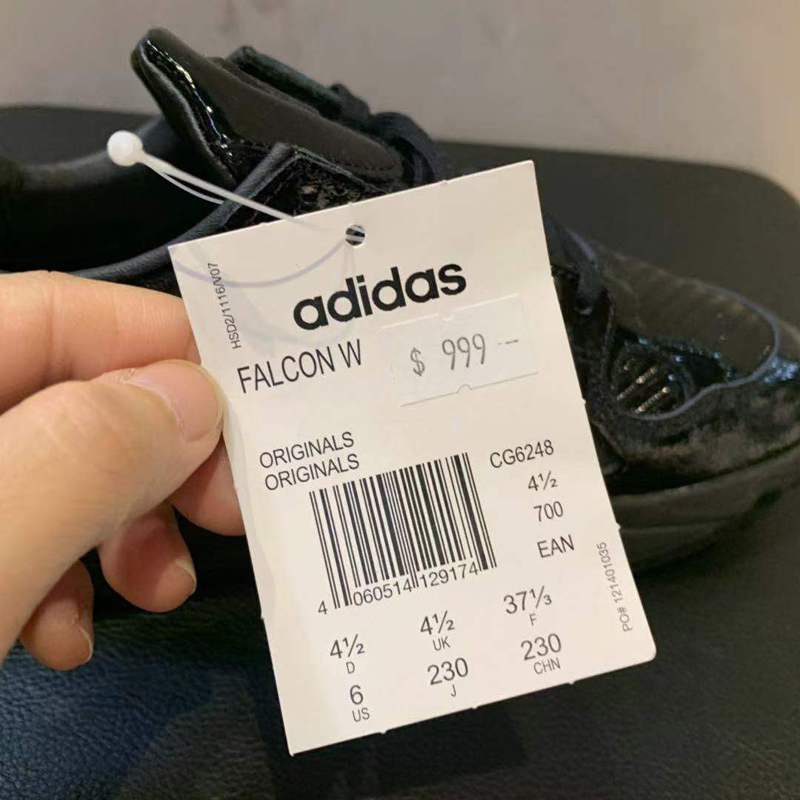 HSD2/1116/V07
adidas
FALCON W
$ 999.-
ORIGINALS
ORIGINALS
CG6248
4½
700
EAN
4 060514 129174
4½ 4½ 37⅓
D UK F
6 230 230
US J CHN
PO# 121401035